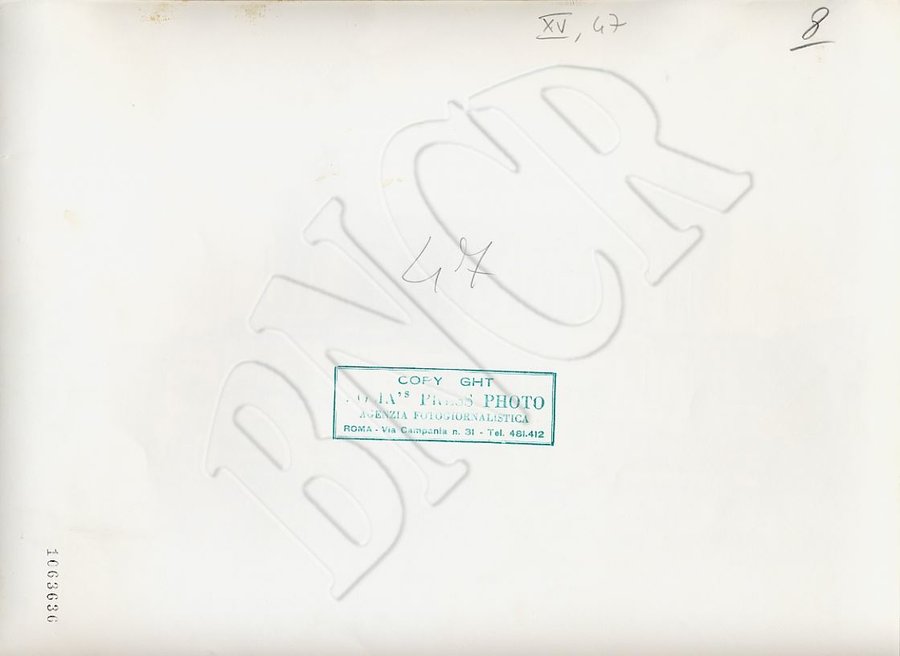 XV, 47
8
47
COPY GHT
PRESS PHOTO
AGENZIA FOTOGIORNALISTICA
ROMA - Via Campania n. 31 - Tel. 481.412
BNCR
1063636